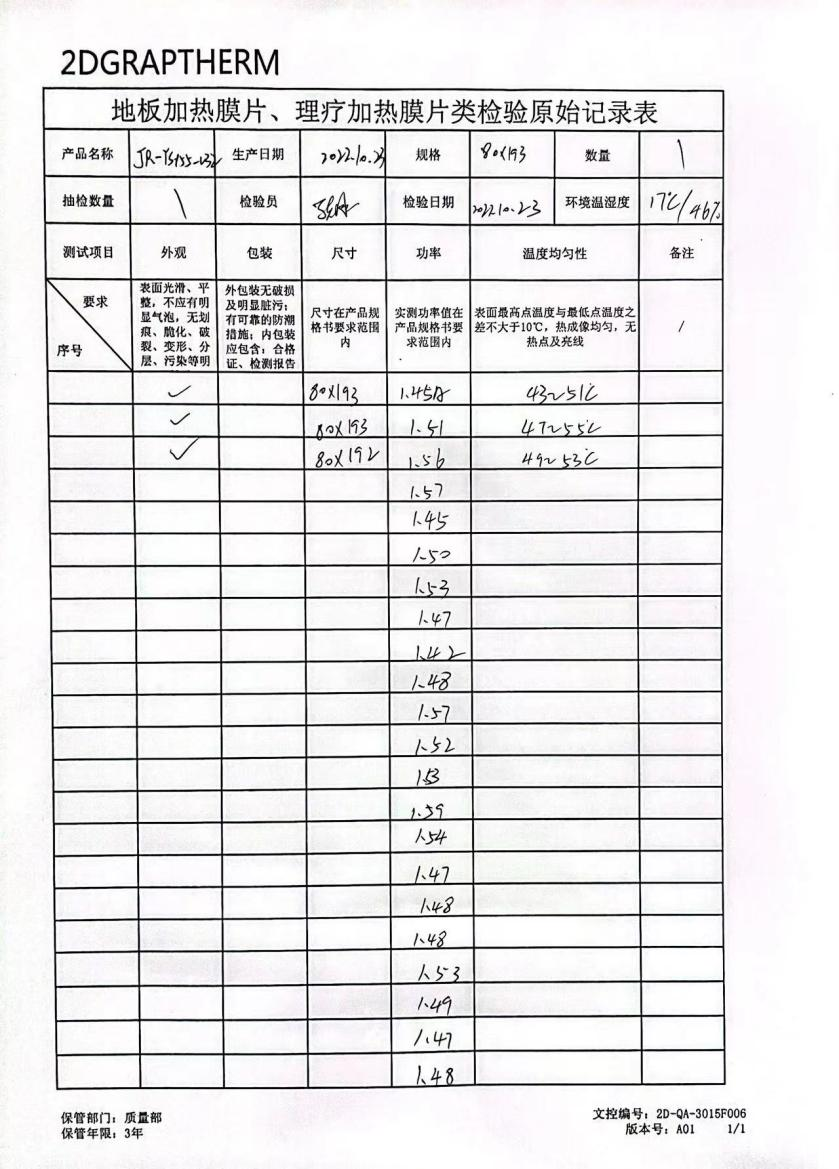 2DGRAPTHERM
地板加热膜片、理疗加热膜片类检验原始记录表
产品名称 生产日期 2022.10.23 规格 80x193 数量 \
抽检数量 \ 检验员 检验日期 2022.10.23 环境温湿度 17℃/46%
测试项目 外观 包装 尺寸 功率 温度均匀性 备注
要求
序号
表面光滑、平
整，不应有明
显气泡，无划
痕、脆化、破
裂、变形、分
层、污染等明
外包装无破损
及明显脏污；
有可靠的防潮
措施；内包装
应包含：合格
证、检测报告
尺寸在产品规
格书要求范围
内
实测功率值在
产品规格书要
求范围内
表面最高点温度与最低点温度之
差不大于10℃，热成像均匀，无
热点及亮线
/
✓ 80X193 1.45A 43~51℃
✓ 80X193 1.51 47~55℃
✓ 80X192 1.56 49~53℃
1.57
1.45
1.50
1.53
1.47
1.42
1.48
1.57
1.52
1.53
1.59
1.54
1.47
1.48
1.48
1.53
1.49
1.47
1.48
保管部门：质量部
保管年限：3年
文控编号：2D-QA-3015F006
版本号：A01 1/1